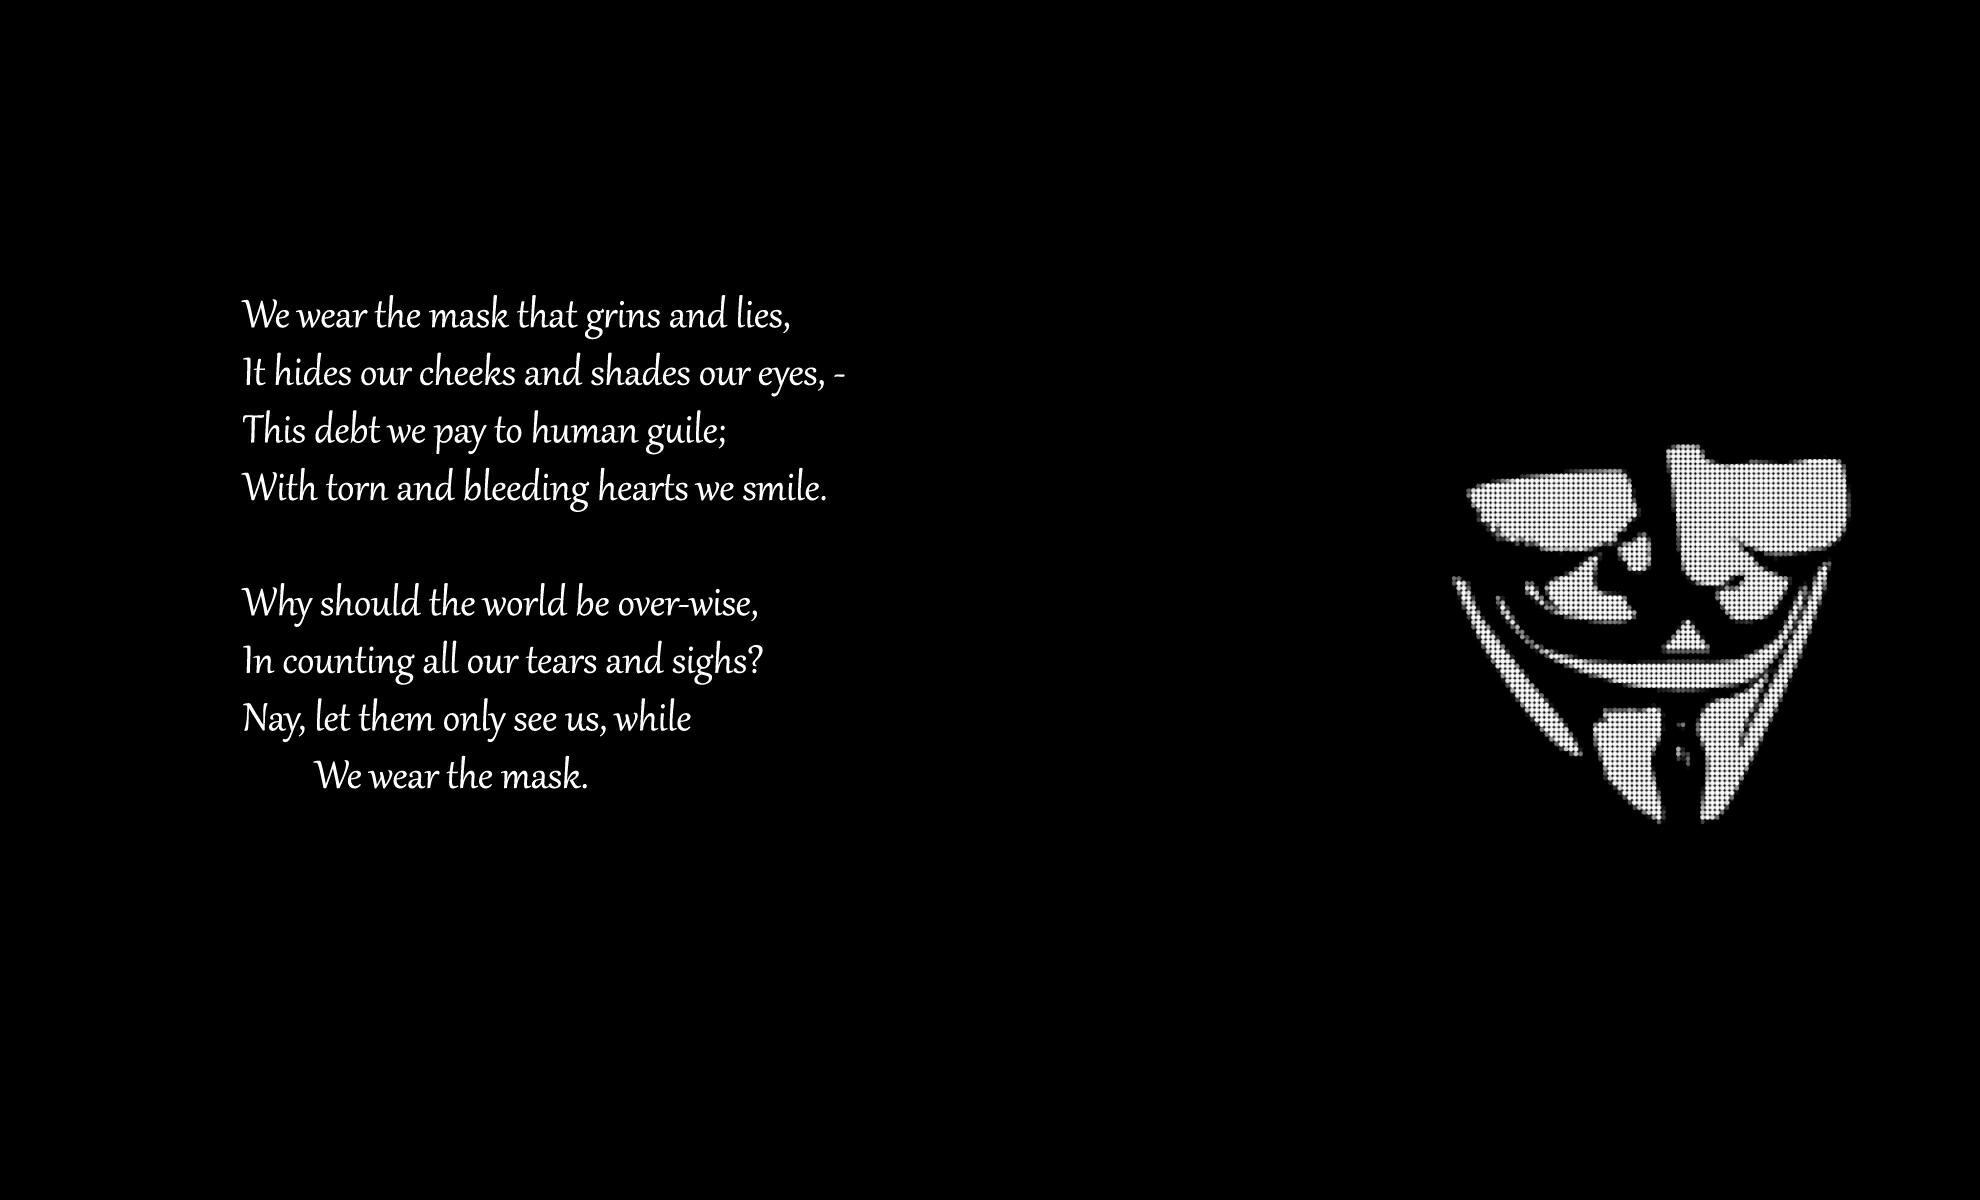 We wear the mask that grins and lies,
It hides our cheeks and shades our eyes, -
This debt we pay to human guile;
With torn and bleeding hearts we smile.
Why should the world be over-wise,
In counting all our tears and sighs?
Nay, let them only see us, while
We wear the mask.